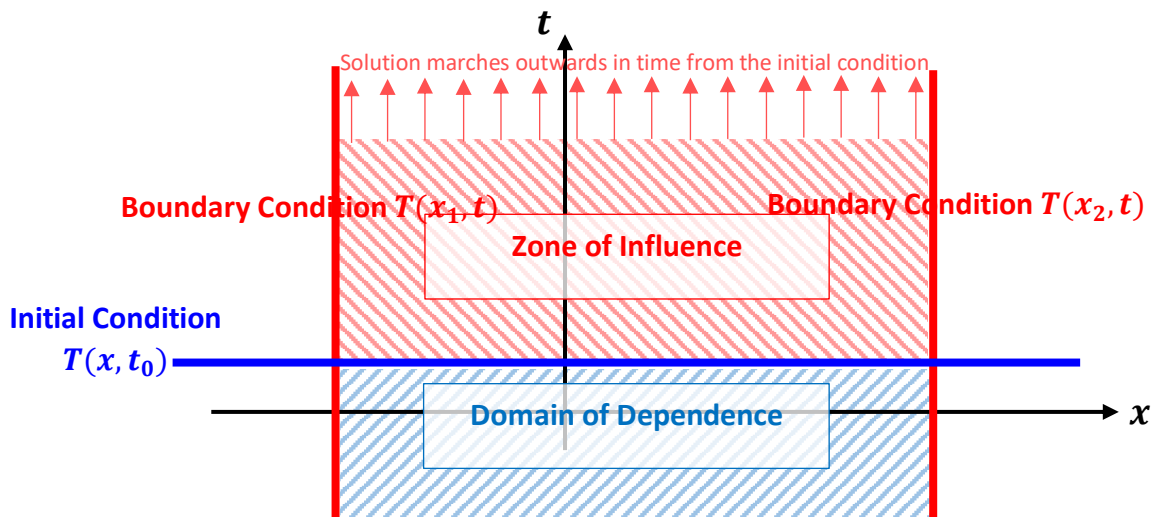 t
Solution marches outwards in time from the initial condition
Boundary Condition T(x₁, t)
Boundary Condition T(x₂, t)
Zone of Influence
Initial Condition
T(x, t₀)
Domain of Dependence
x